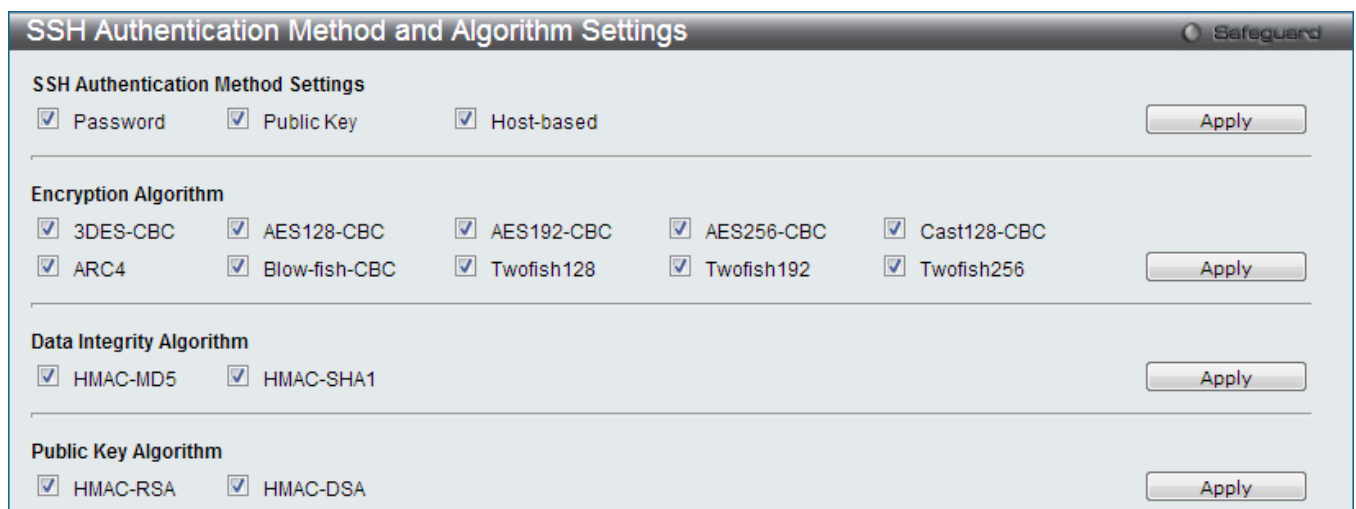 SSH Authentication Method and Algorithm Settings
Safeguard
SSH Authentication Method Settings
Password Public Key Host-based Apply
Encryption Algorithm
3DES-CBC AES128-CBC AES192-CBC AES256-CBC Cast128-CBC
ARC4 Blow-fish-CBC Twofish128 Twofish192 Twofish256 Apply
Data Integrity Algorithm
HMAC-MD5 HMAC-SHA1 Apply
Public Key Algorithm
HMAC-RSA HMAC-DSA Apply